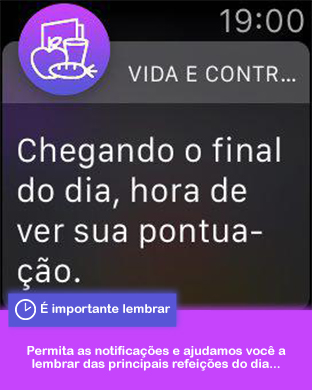 19:00
VIDA E CONTR...
Chegando o final
do dia, hora de
ver sua pontua-
ção.
É importante lembrar
Permita as notificações e ajudamos você a
lembrar das principais refeições do dia...